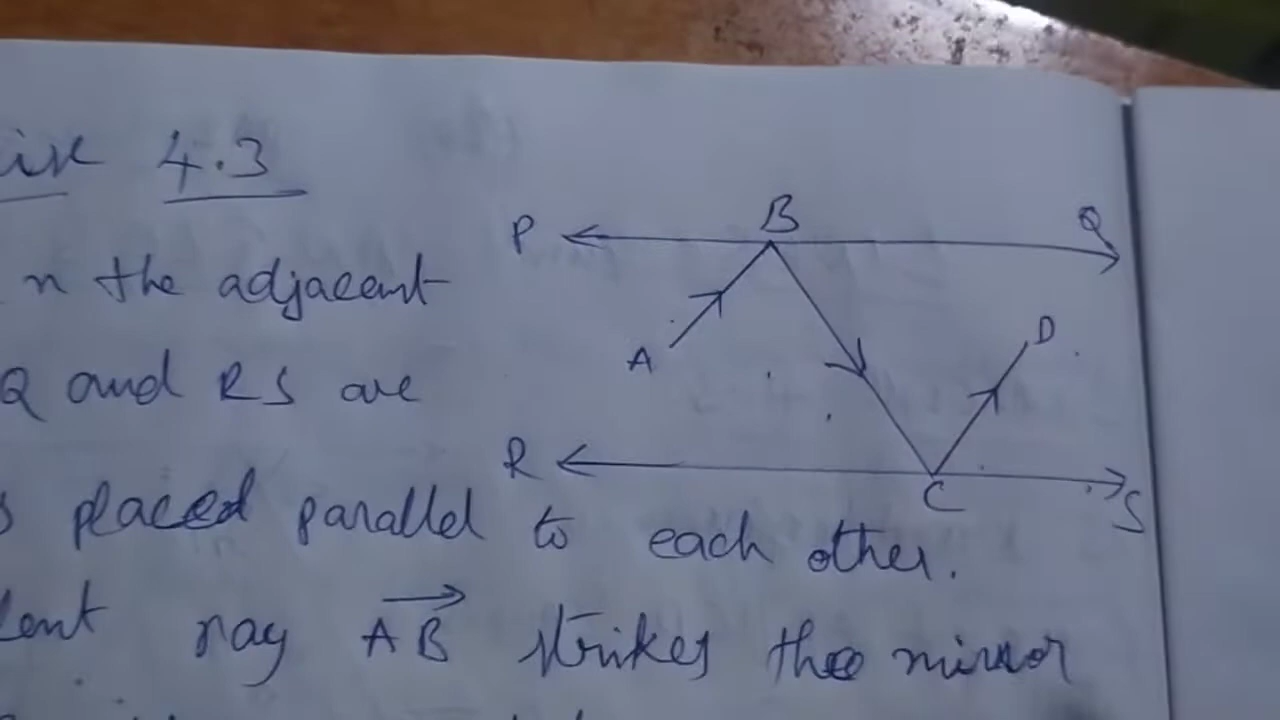 4.3
B
P Q
n the adjacent
A D
Q and RS are
R
C S
s placed parallel to each other.
ray AB strikes the mirror